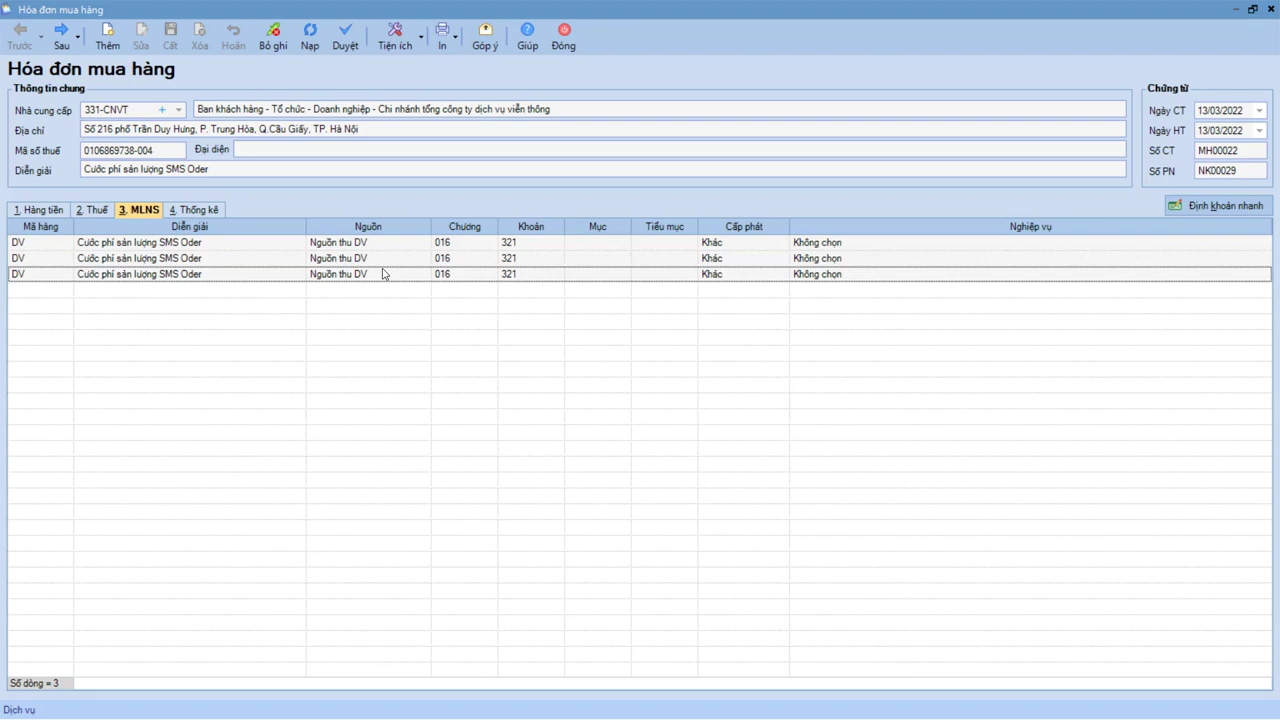 Hóa đơn mua hàng
Trước Sau Thêm Sửa Cất Xóa Hoãn Bỏ ghi Nạp Duyệt Tiện ích In Góp ý Giúp Đóng
Hóa đơn mua hàng
Thông tin chung
Nhà cung cấp 331-CNVT Ban khách hàng - Tổ chức - Doanh nghiệp - Chi nhánh tổng công ty dịch vụ viễn thông
Địa chỉ Số 216 phố Trần Duy Hưng, P. Trung Hòa, Q.Cầu Giấy, TP. Hà Nội
Mã số thuế 0106869738-004 Đại diện
Diễn giải Cước phí sản lượng SMS Oder
Chứng từ
Ngày CT 13/03/2022
Ngày HT 13/03/2022
Số CT MH00022
Số PN NK00029
1. Hàng tiền 2. Thuế 3. MLNS 4. Thống kê
Định khoản nhanh
Mã hàng Diễn giải Nguồn Chương Khoản Mục Tiểu mục Cấp phát Nghiệp vụ
DV Cước phí sản lượng SMS Oder Nguồn thu DV 016 321 Khác Không chọn
DV Cước phí sản lượng SMS Oder Nguồn thu DV 016 321 Khác Không chọn
DV Cước phí sản lượng SMS Oder Nguồn thu DV 016 321 Khác Không chọn
Số dòng = 3
Dịch vụ